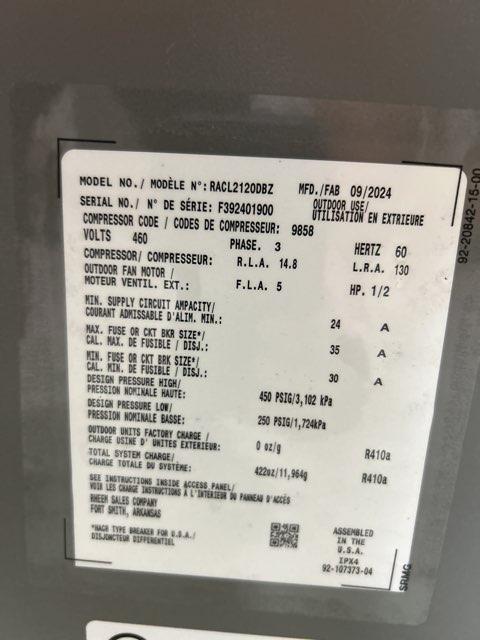 MODEL NO./ MODÈLE N°: RACL2120DBZ MFD./FAB 09/2024
SERIAL NO./ N° DE SÉRIE: F392401900 OUTDOOR USE/
UTILISATION EN EXTRIEURE
COMPRESSOR CODE / CODES DE COMPRESEUR: 9858
VOLTS 460 PHASE. 3 HERTZ 60
COMPRESSOR/ COMPRESEUR: R.L.A. 14.8 L.R.A. 130
OUTDOOR FAN MOTOR /
MOTEUR VENTIL. EXT.: F.L.A. 5 HP. 1/2
MIN. SUPPLY CIRCUIT AMPACITY/
COURANT ADMISSABLE D'ALIM. MIN.: 24 A
MAX. FUSE OR CKT BKR SIZE*/
CAL. MAX. DE FUSIBLE / DISJ.: 35 A
MIN. FUSE OR CKT BRK SIZE*/
CAL. MIN. DE FUSIBLE / DISJ.: 30 A
DESIGN PRESSURE HIGH/
PRESSION NOMINALE HAUTE: 450 PSIG/3,102 kPa
DESIGN PRESSURE LOW/
PRESSION NOMINALE BASSE: 250 PSIG/1,724kPa
OUTDOOR UNITS FACTORY CHARGE /
CHARGE USINE D' UNITES EXTERIEUR: 0 oz/g R410a
TOTAL SYSTEM CHARGE/
CHARGE TOTALE DU SYSTÈME: 422oz/11,964g R410a
SEE INSTRUCTIONS INSIDE ACCESS PANEL/
VOIR LES CHARGE INSTRUCTIONS À L'INTERIEUR DU PANNEAU D'ACCÈS
RHEEM SALES COMPANY
FORT SMITH, ARKANSAS
*HACR TYPE BREAKER FOR U.S.A./
DISJONCTEUR DIFFERENTIEL
ASSEMBLED
IN THE
U.S.A.
IPX4
92-107373-04
SRMG
92-20842-15-00